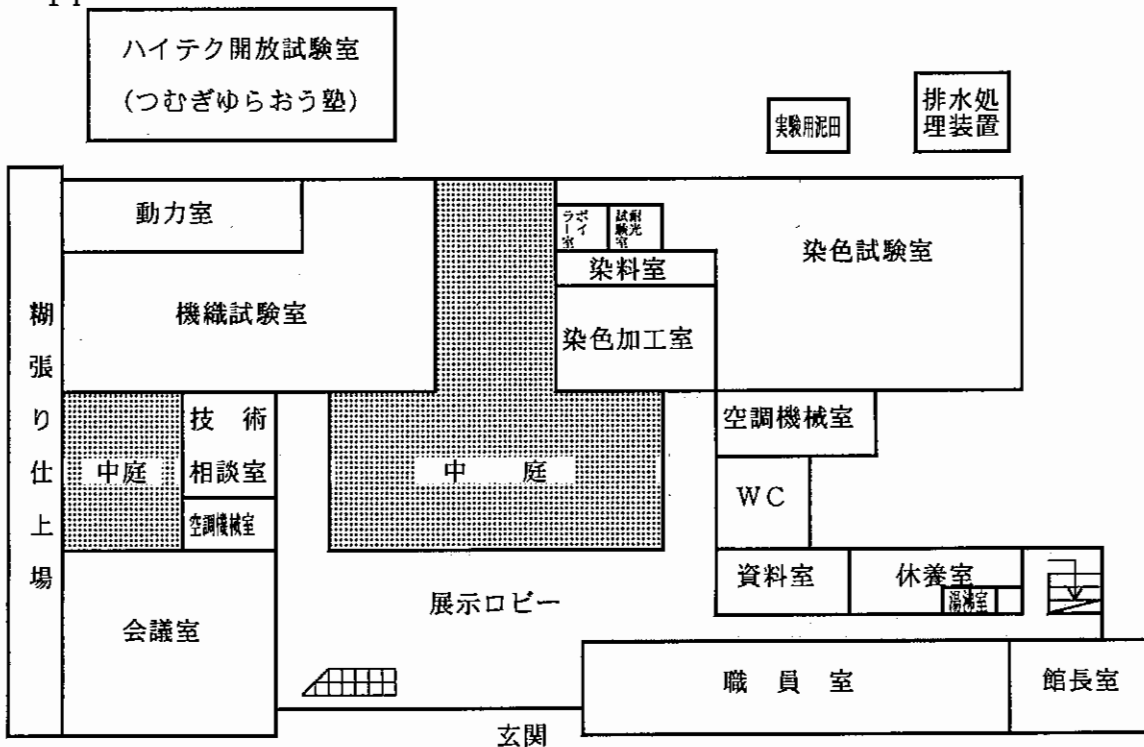 ハイテク開放試験室
(つむぎゆらおう塾)
実験用泥田
排水処
理装置
動力室
ボイ
ラー室
耐光
試験室
染色試験室
染料室
機織試験室
染色加工室
糊張り仕上場
技術
相談室
空調機械室
中庭
中庭
空調機械室
WC
資料室
休養室
湯沸室
展示ロビー
会議室
職員室
館長室
玄関